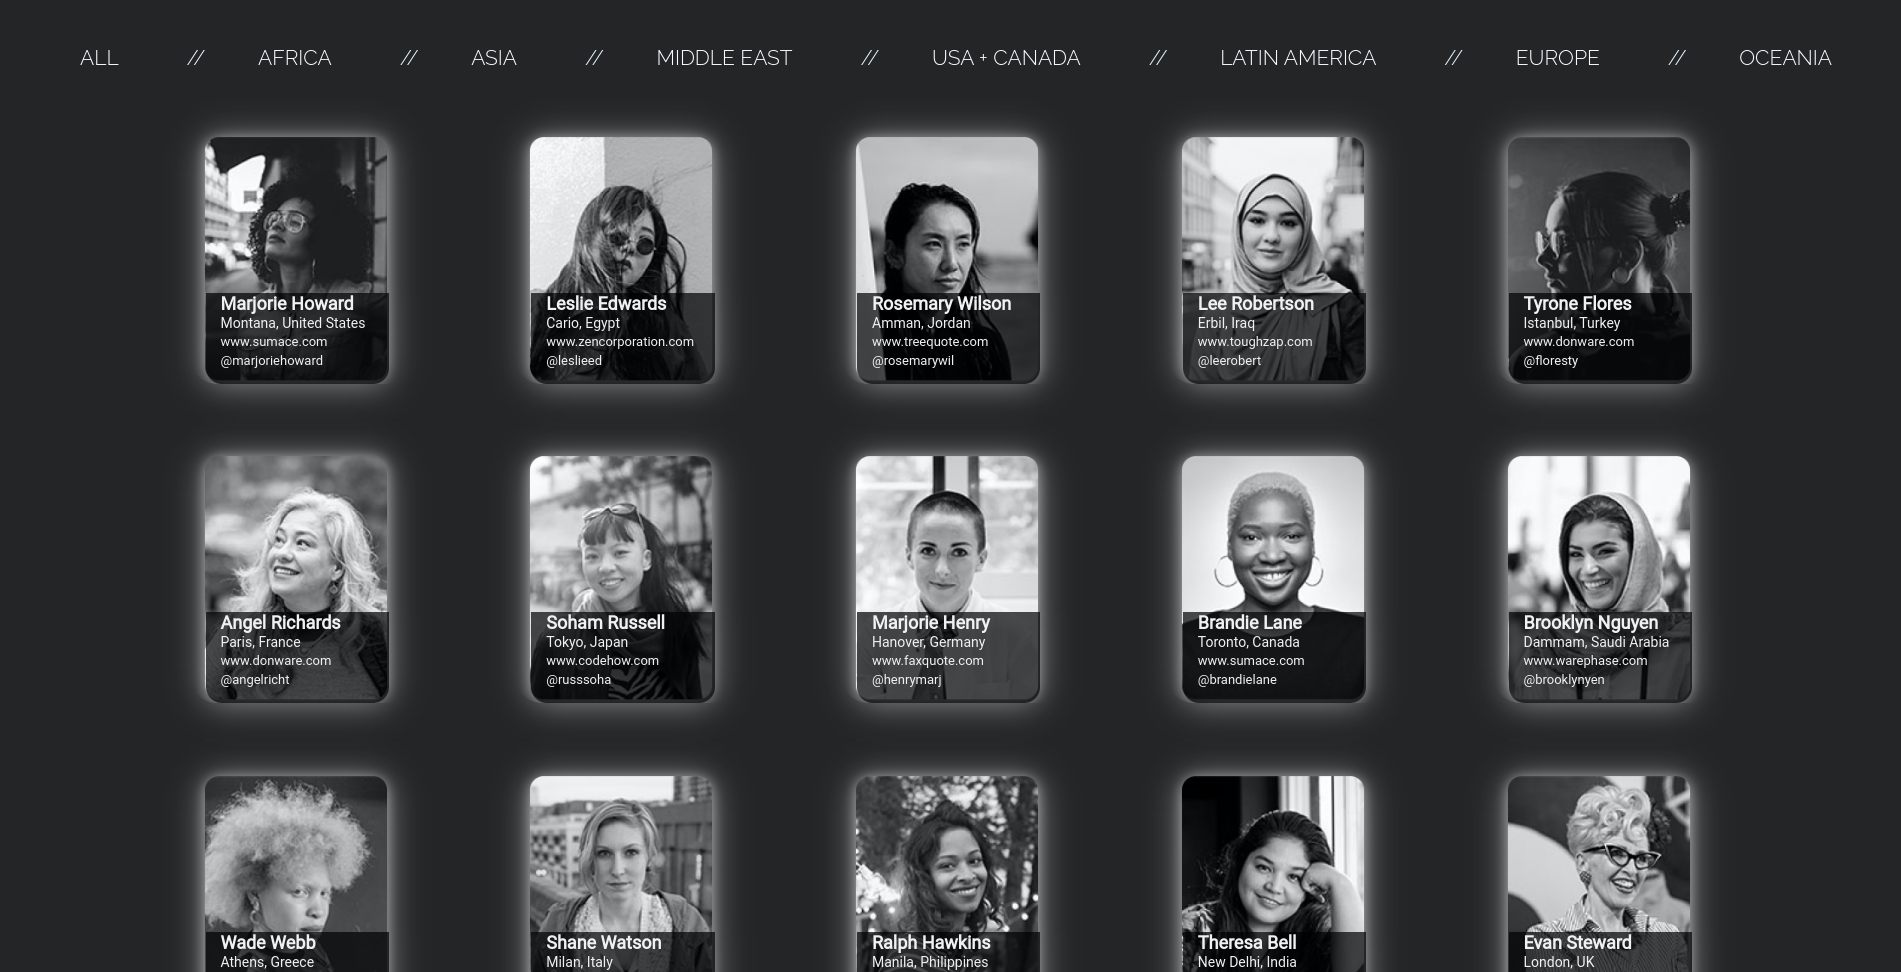 ALL // AFRICA // ASIA // MIDDLE EAST // USA + CANADA // LATIN AMERICA // EUROPE // OCEANIA
Marjorie Howard
Montana, United States
www.sumace.com
@marjoriehoward
Leslie Edwards
Cario, Egypt
www.zencorporation.com
@leslieed
Rosemary Wilson
Amman, Jordan
www.treequote.com
@rosemarywil
Lee Robertson
Erbil, Iraq
www.toughzap.com
@leerobert
Tyrone Flores
Istanbul, Turkey
www.donware.com
@floresty
Angel Richards
Paris, France
www.donware.com
@angelricht
Soham Russell
Tokyo, Japan
www.codehow.com
@russsoha
Marjorie Henry
Hanover, Germany
www.faxquote.com
@henrymarj
Brandie Lane
Toronto, Canada
www.sumace.com
@brandielane
Brooklyn Nguyen
Dammam, Saudi Arabia
www.warephase.com
@brooklynyen
Wade Webb
Athens, Greece
Shane Watson
Milan, Italy
Ralph Hawkins
Manila, Philippines
Theresa Bell
New Delhi, India
Evan Steward
London, UK